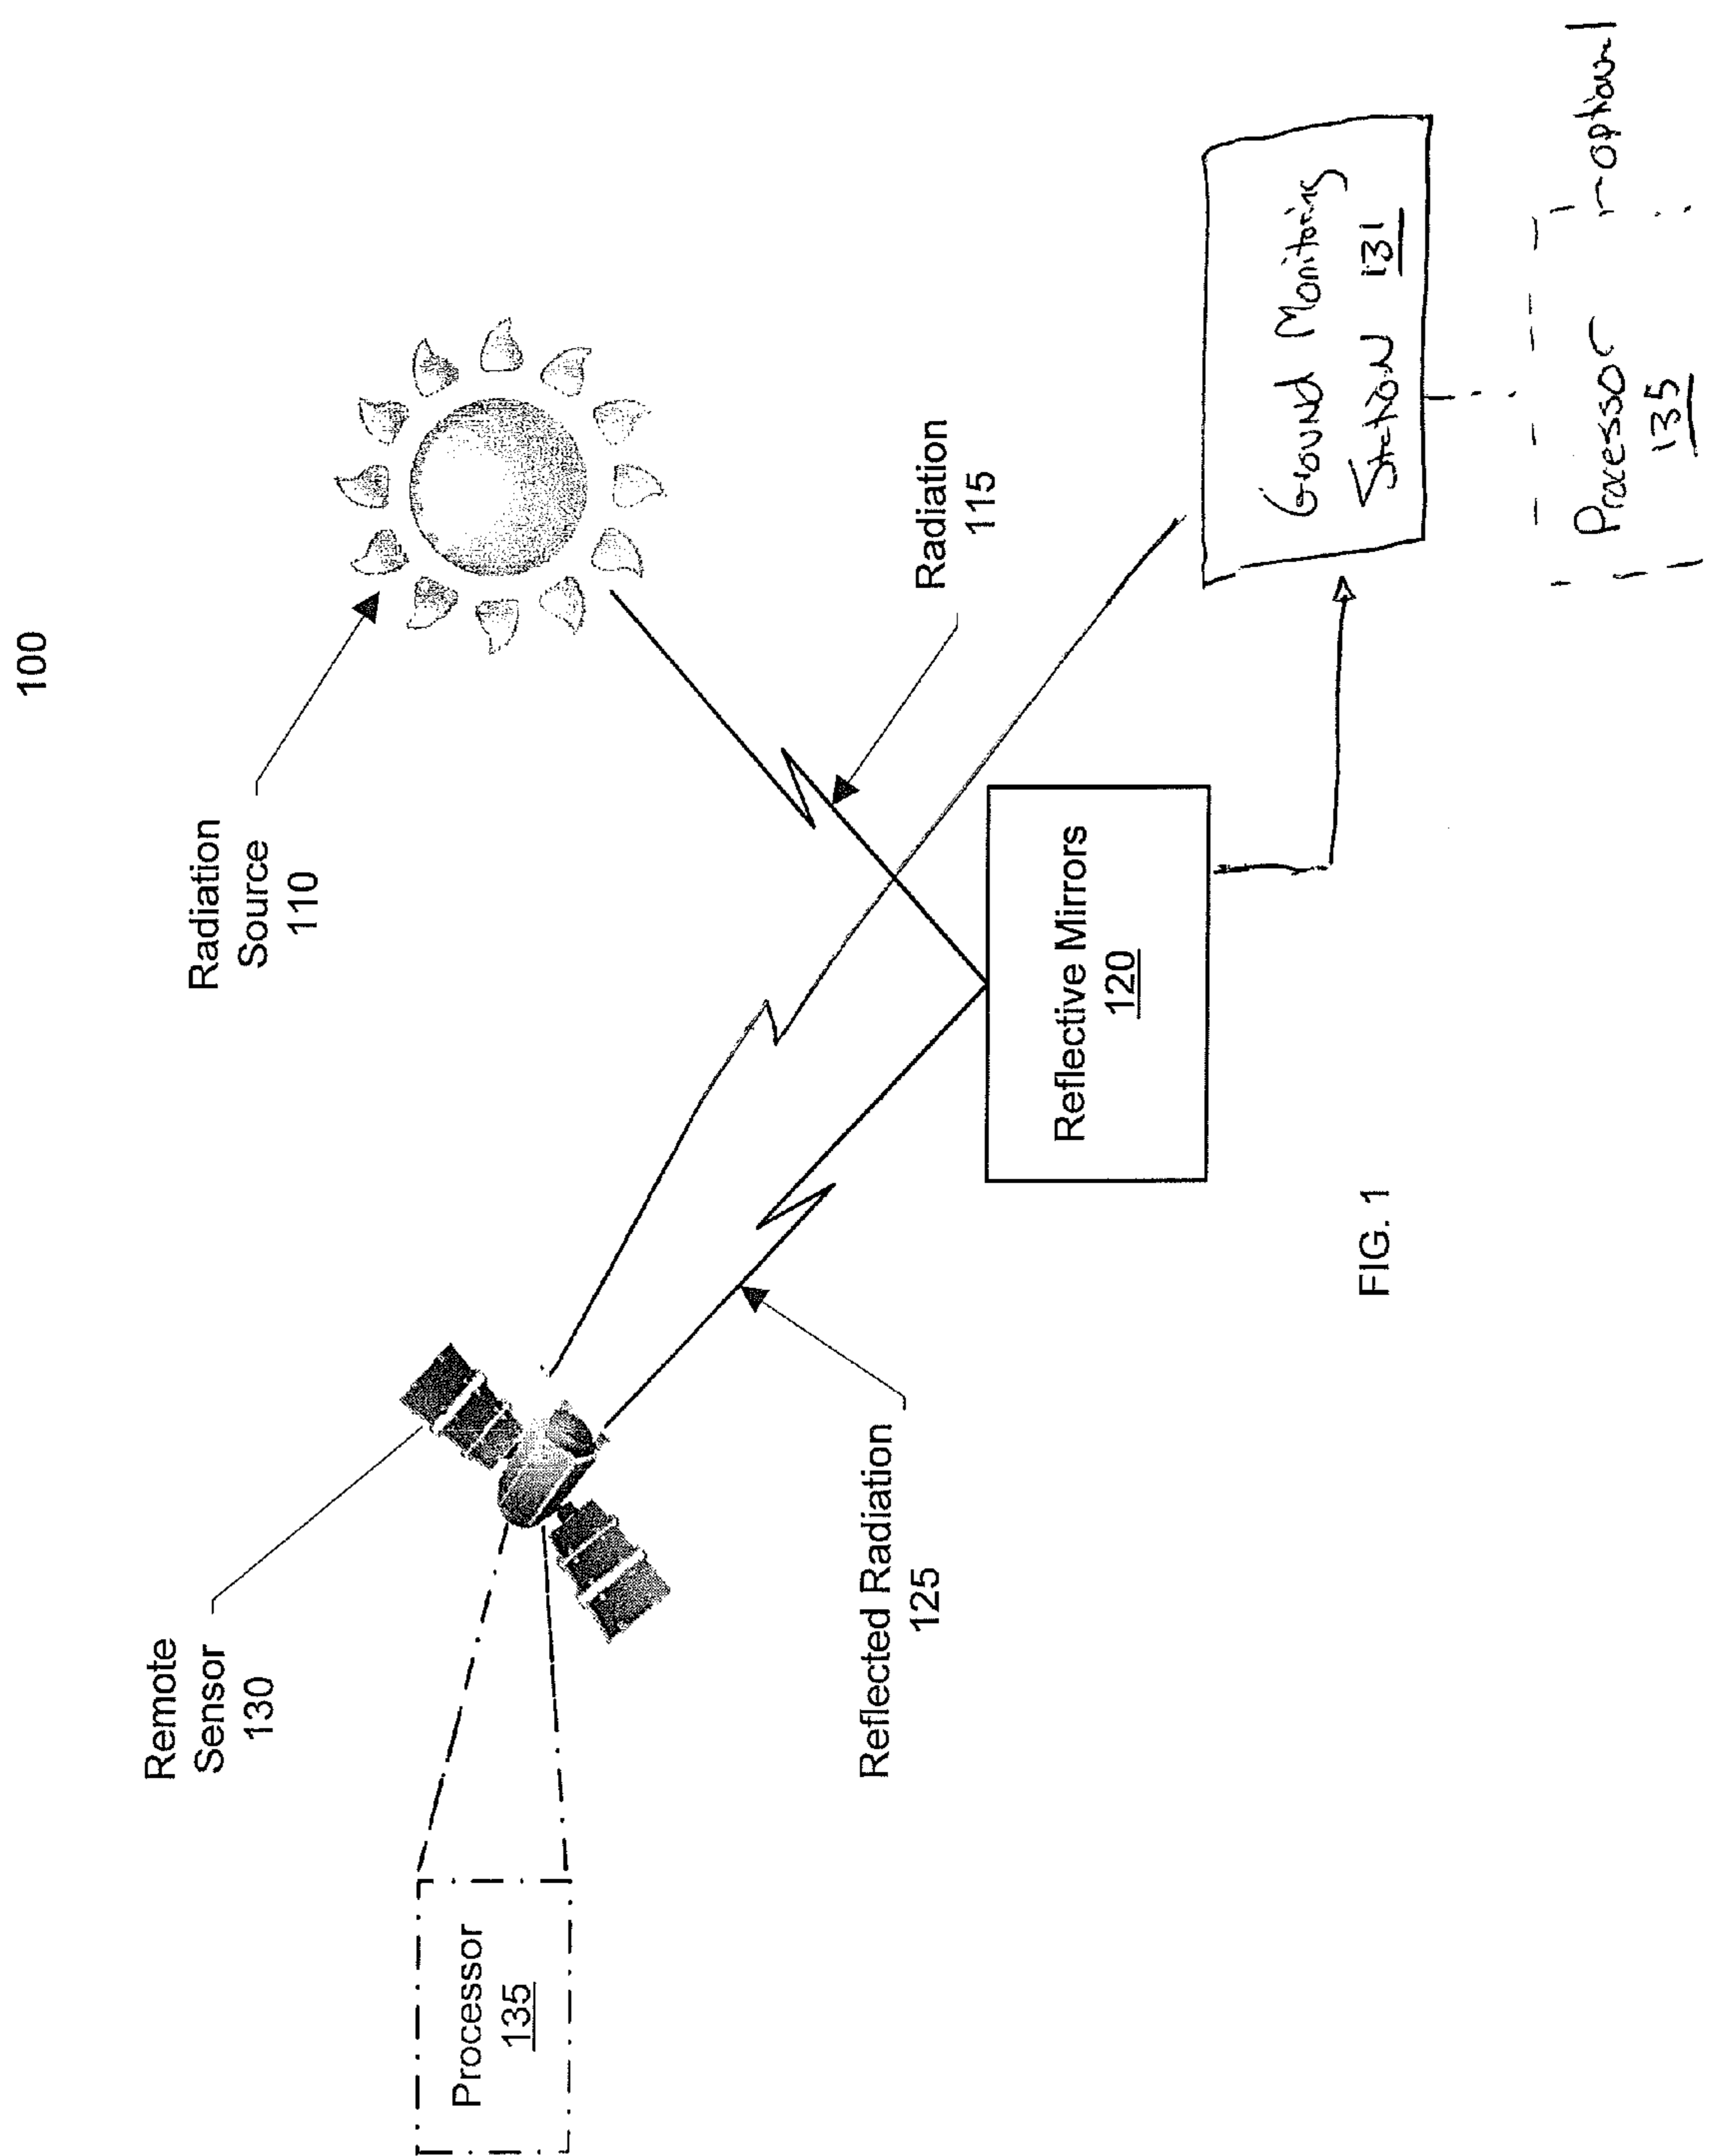 100
Radiation
Source
110
Remote
Sensor
130
Processor
135
Radiation
115
Reflected Radiation
125
Reflective Mirrors
120
Ground Monitoring
Station 131
Processor
135
optional
FIG. 1